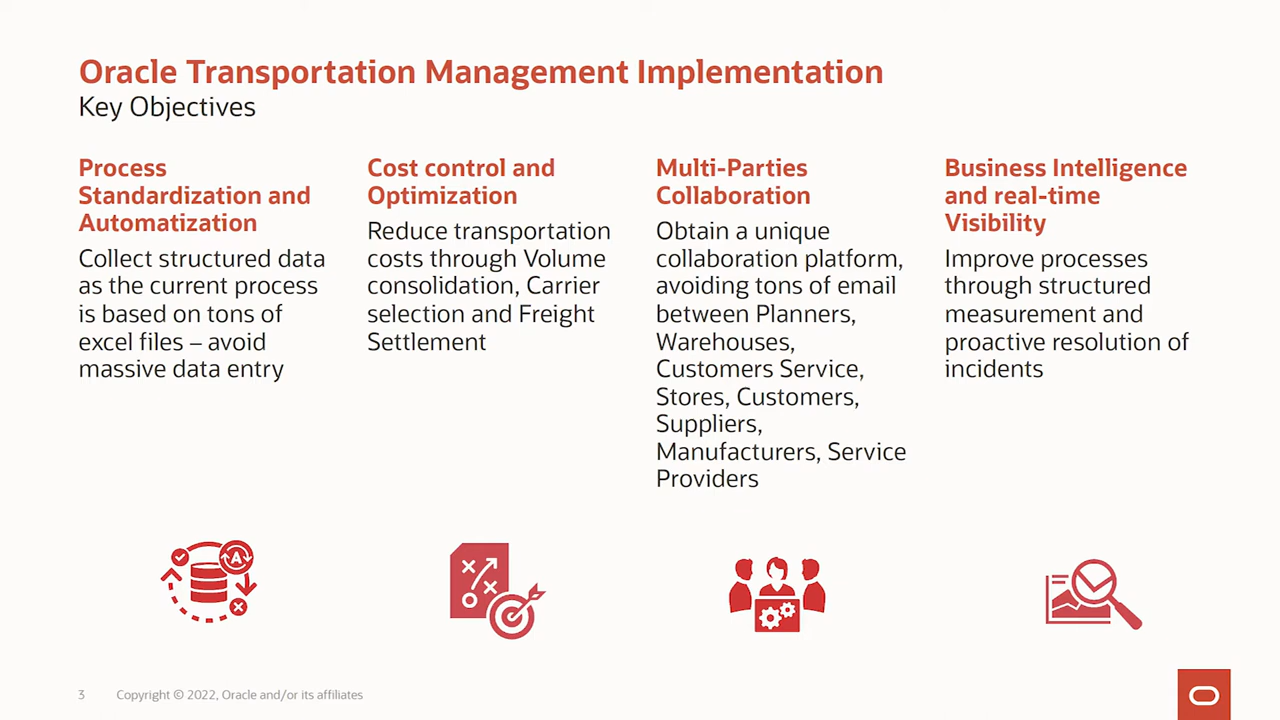 Oracle Transportation Management Implementation
Key Objectives
Process
Standardization and
Automatization
Collect structured data
as the current process
is based on tons of
excel files – avoid
massive data entry
Cost control and
Optimization
Reduce transportation
costs through Volume
consolidation, Carrier
selection and Freight
Settlement
Multi-Parties
Collaboration
Obtain a unique
collaboration platform,
avoiding tons of email
between Planners,
Warehouses,
Customers Service,
Stores, Customers,
Suppliers,
Manufacturers, Service
Providers
Business Intelligence
and real-time
Visibility
Improve processes
through structured
measurement and
proactive resolution of
incidents
A
3 Copyright © 2022, Oracle and/or its affiliates